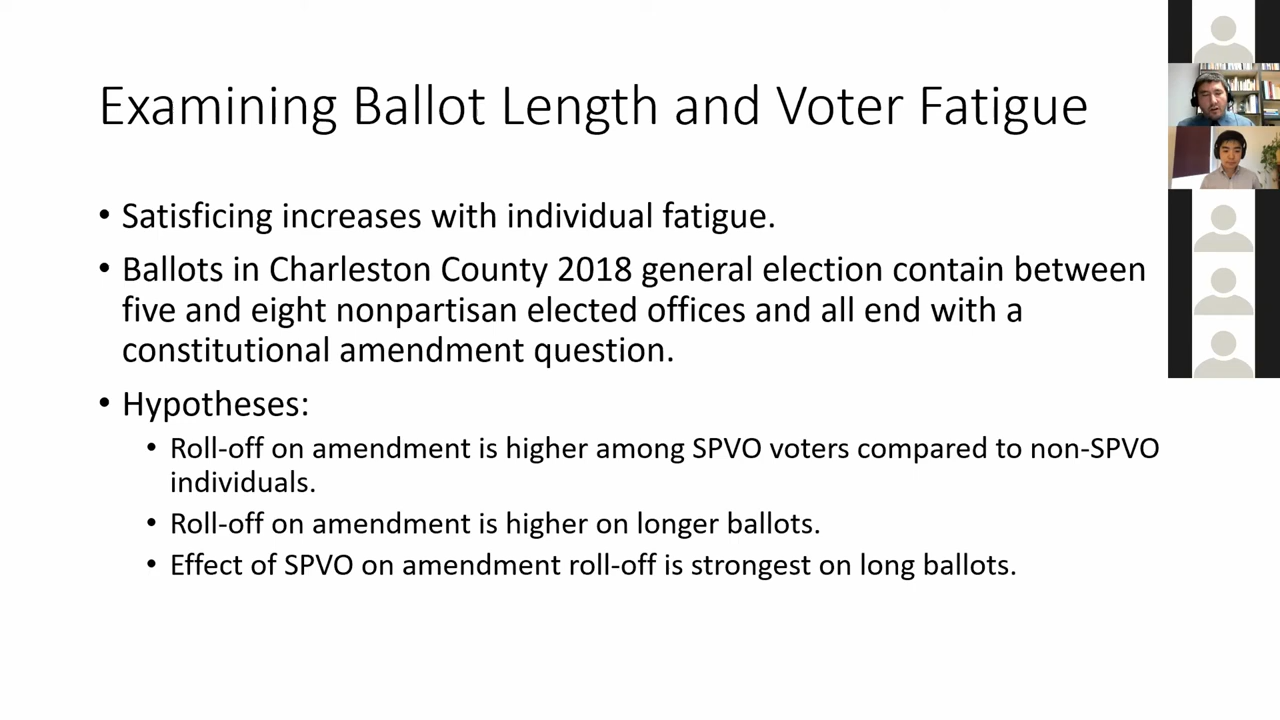 Examining Ballot Length and Voter Fatigue
• Satisficing increases with individual fatigue.
• Ballots in Charleston County 2018 general election contain between
five and eight nonpartisan elected offices and all end with a
constitutional amendment question.
• Hypotheses:
• Roll-off on amendment is higher among SPVO voters compared to non-SPVO
individuals.
• Roll-off on amendment is higher on longer ballots.
• Effect of SPVO on amendment roll-off is strongest on long ballots.